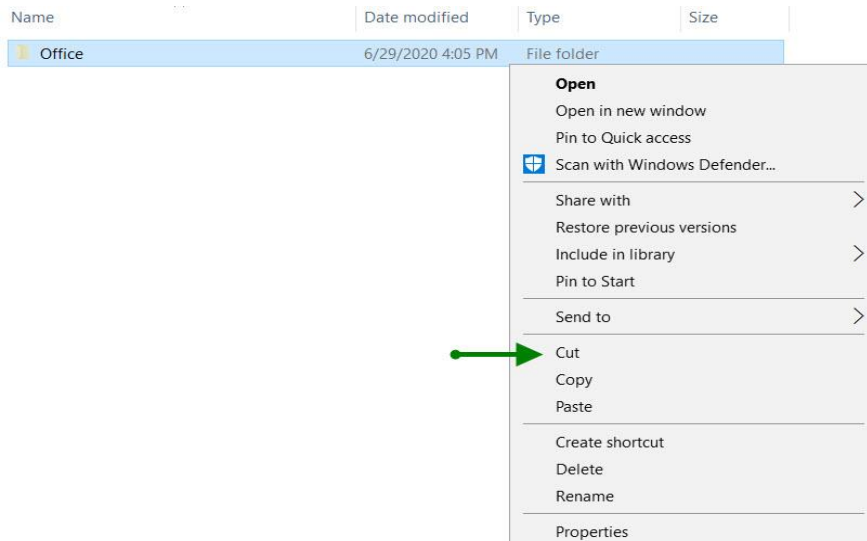 Name Date modified Type Size
Office 6/29/2020 4:05 PM File folder
Open
Open in new window
Pin to Quick access
Scan with Windows Defender...
Share with
Restore previous versions
Include in library
Pin to Start
Send to
Cut
Copy
Paste
Create shortcut
Delete
Rename
Properties